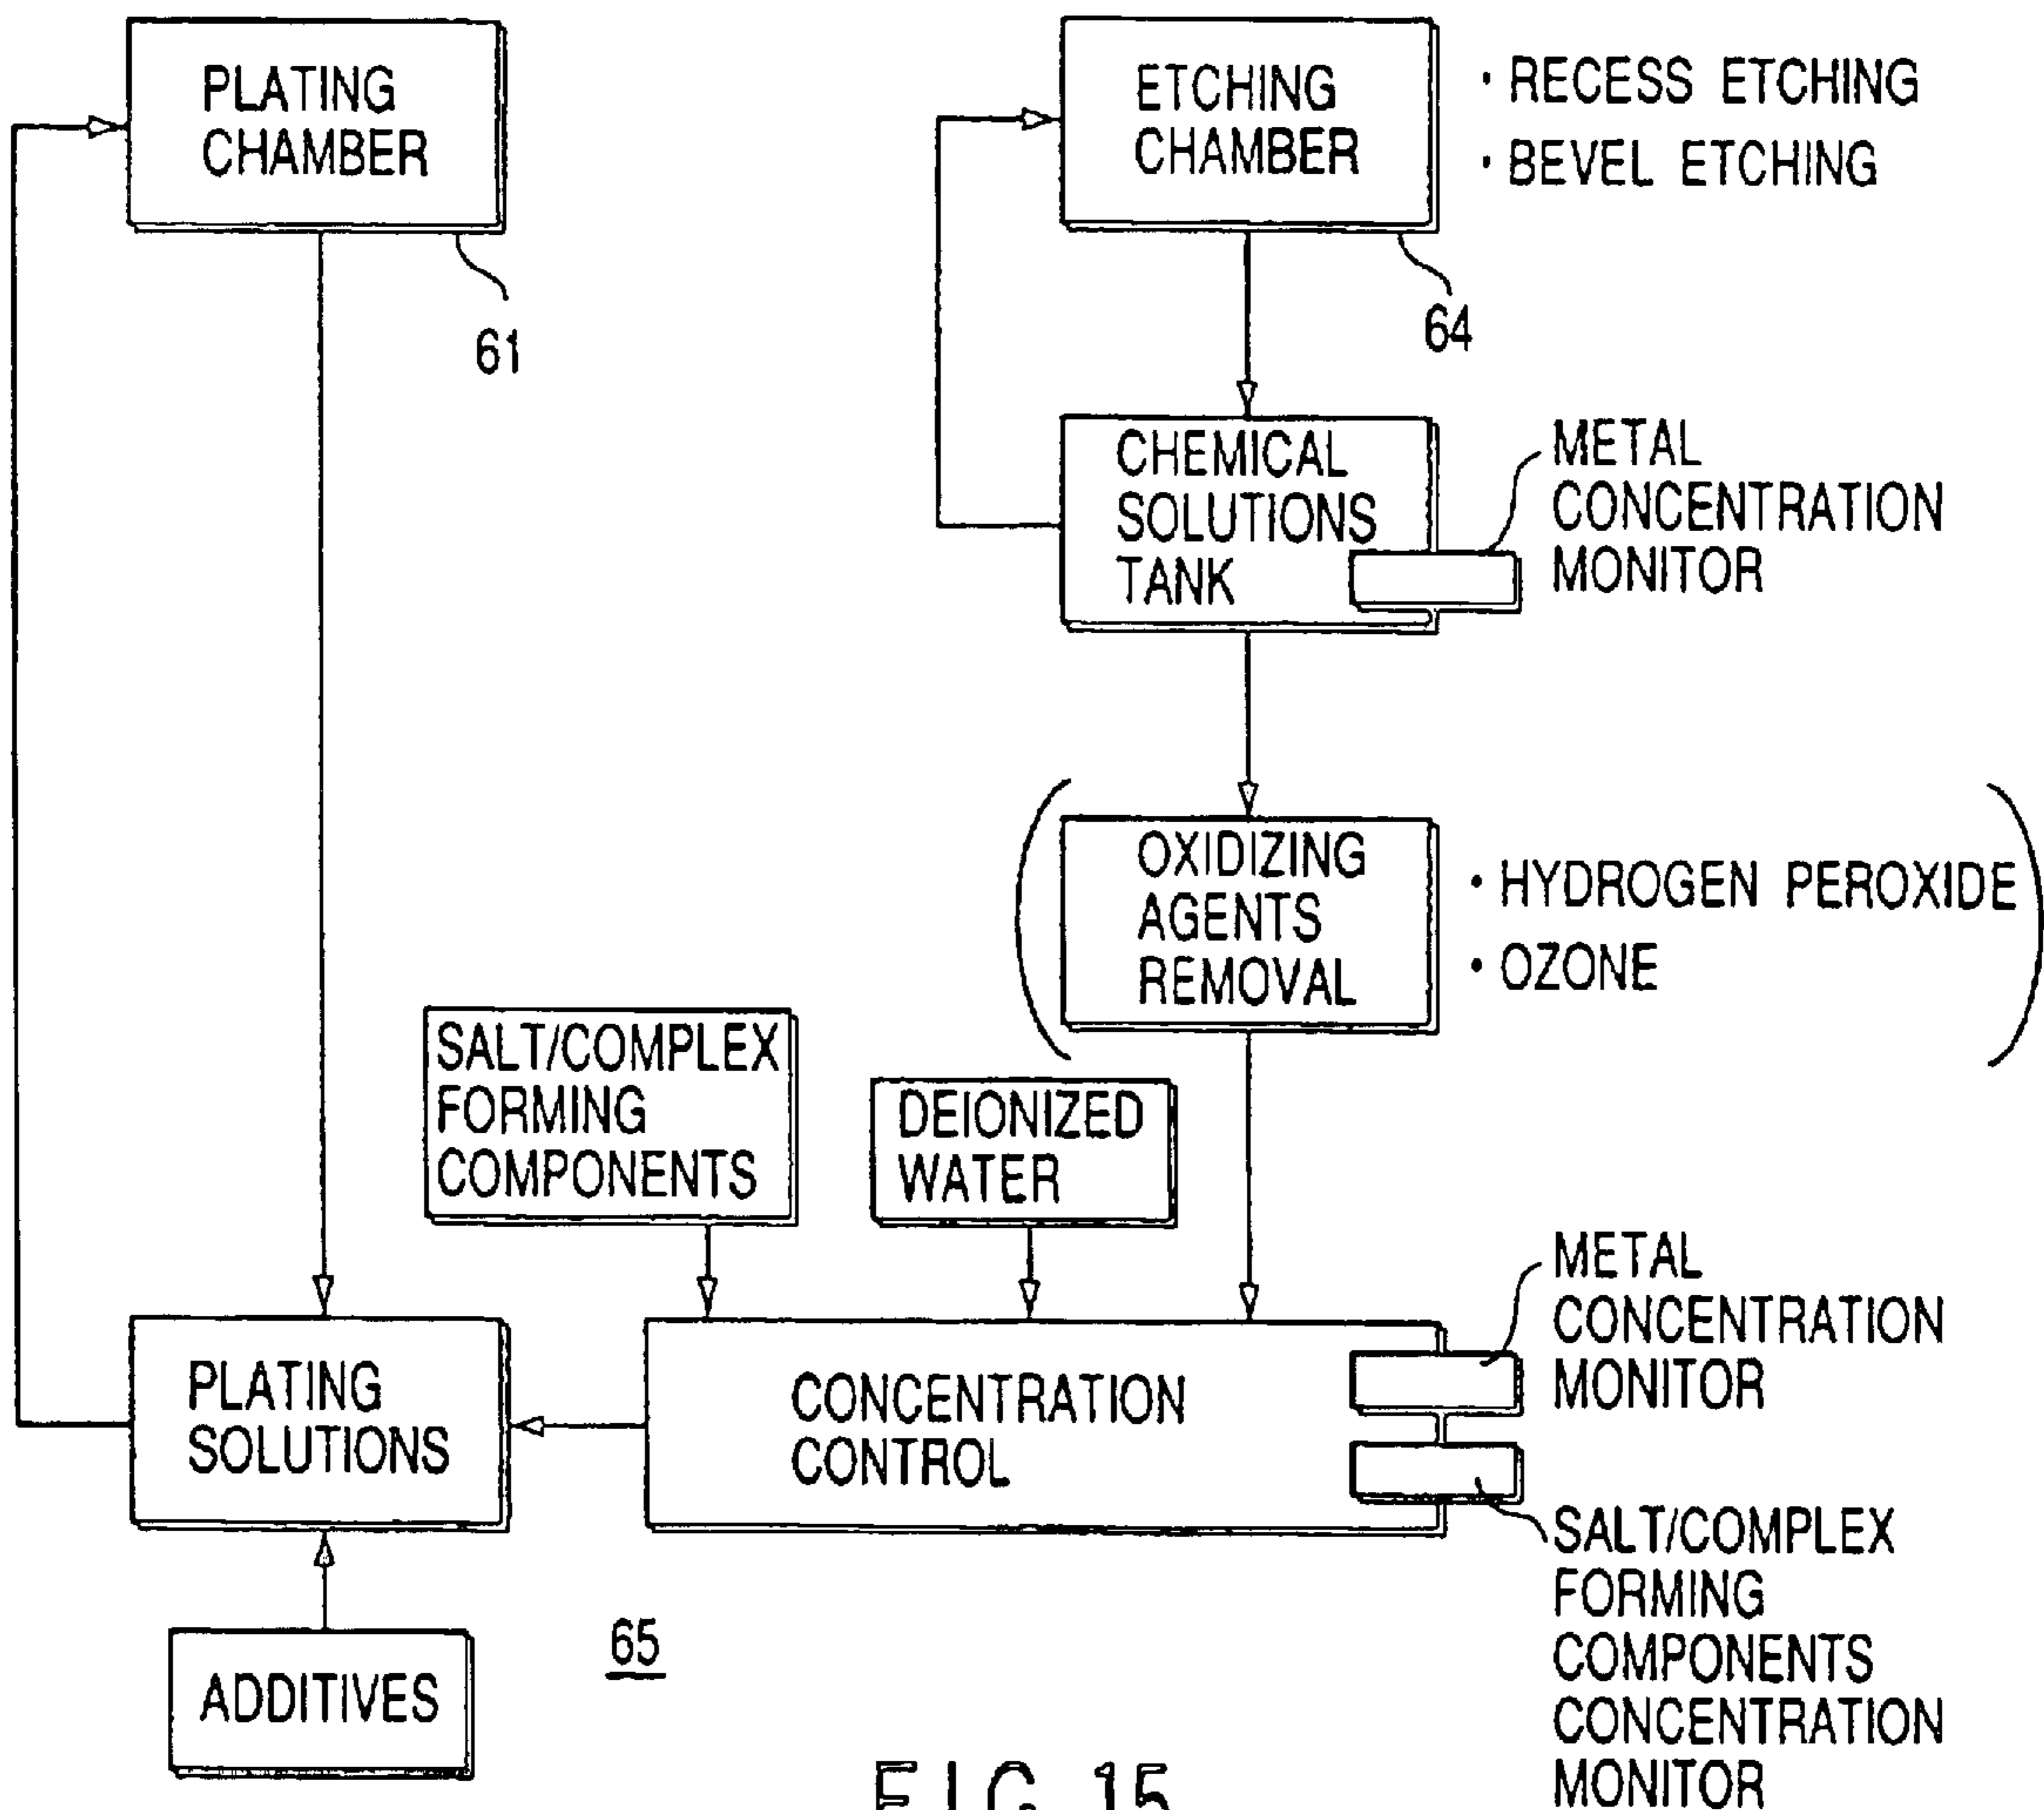 PLATING
CHAMBER
61
ETCHING
CHAMBER
64
• RECESS ETCHING
• BEVEL ETCHING
CHEMICAL
SOLUTIONS
TANK
METAL
CONCENTRATION
MONITOR
OXIDIZING
AGENTS
REMOVAL
• HYDROGEN PEROXIDE
• OZONE
SALT/COMPLEX
FORMING
COMPONENTS
DEIONIZED
WATER
PLATING
SOLUTIONS
CONCENTRATION
CONTROL
METAL
CONCENTRATION
MONITOR
SALT/COMPLEX
FORMING
COMPONENTS
CONCENTRATION
MONITOR
ADDITIVES
65
FIG. 15